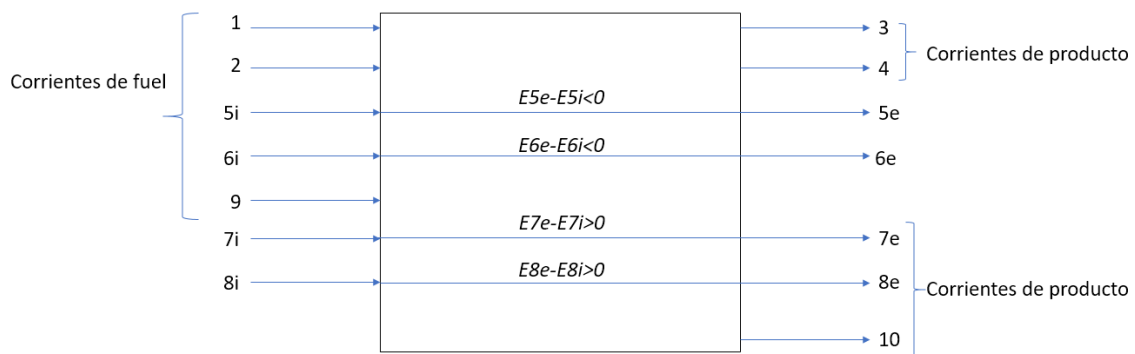 1
3
Corrientes de producto
2
4
Corrientes de fuel
5i
E5e-E5i<0
5e
6i
E6e-E6i<0
6e
9
7i
E7e-E7i>0
7e
8i
E8e-E8i>0
8e
Corrientes de producto
10